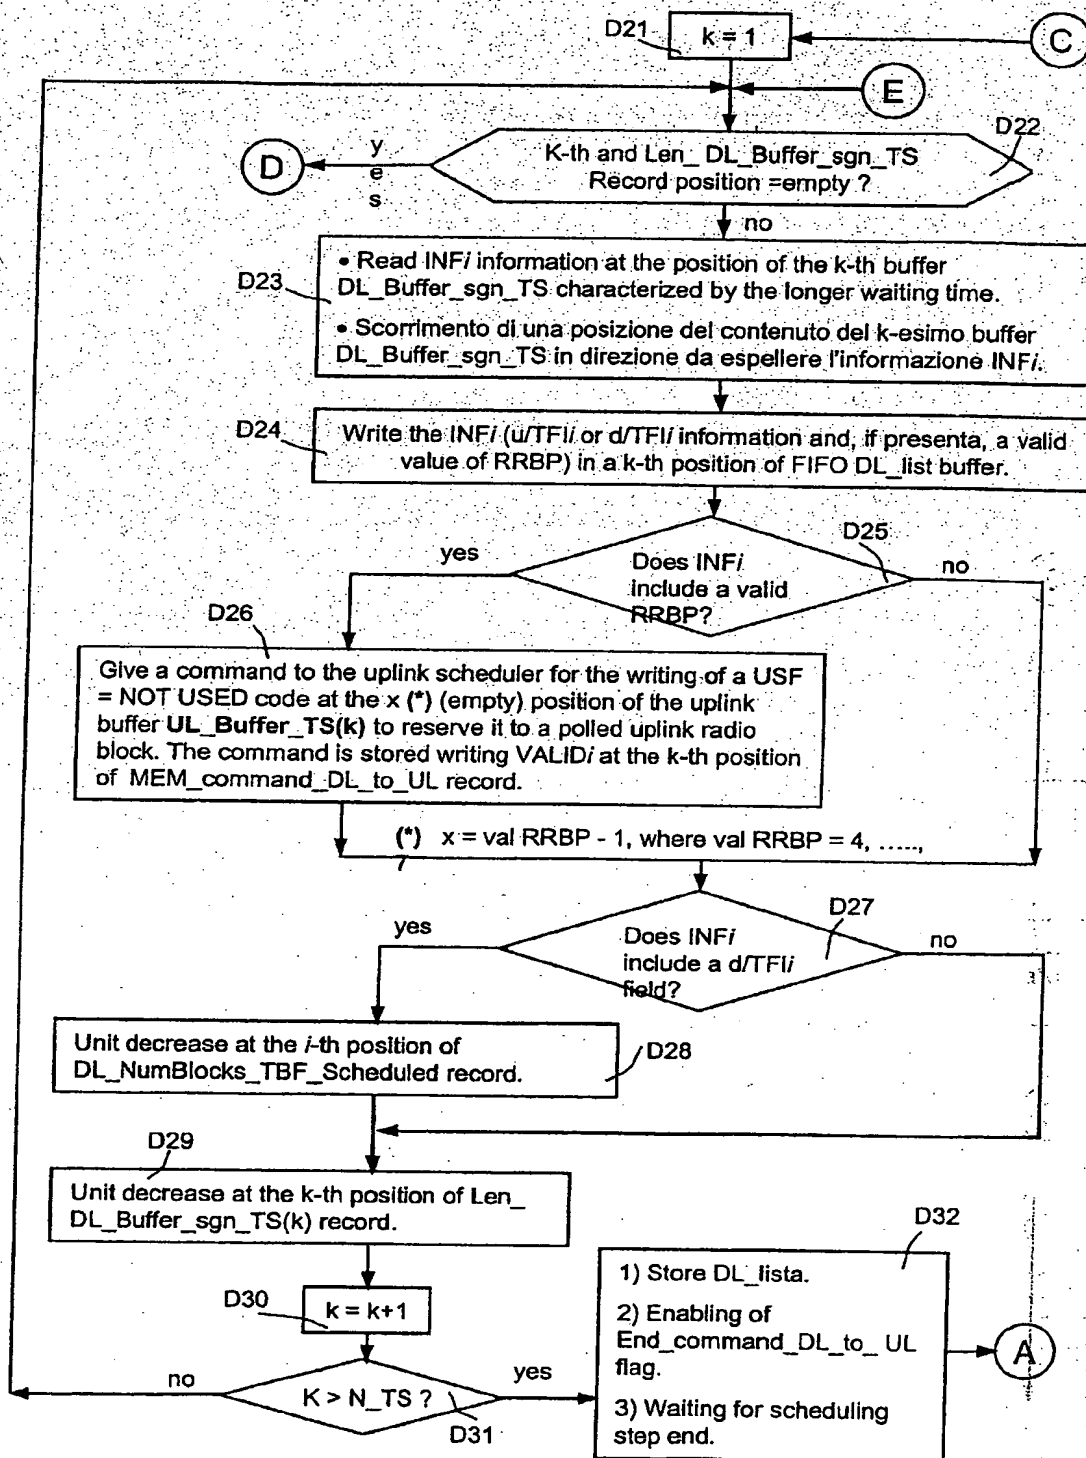 D21
k = 1
C
E
D22
D
yes
K-th and Len_ DL_Buffer_sgn_TS
Record position =empty ?
no
D23
• Read INFi information at the position of the k-th buffer
DL_Buffer_sgn_TS characterized by the longer waiting time.
• Scorrimento di una posizione del contenuto del k-esimo buffer
DL_Buffer_sgn_TS in direzione da espellere l'informazione INFi.
D24
Write the INFi (u/TFIi or d/TFIi information and, if presenta, a valid
value of RRBP) in a k-th position of FIFO DL_list buffer.
D25
yes
Does INFi
include a valid
RRBP?
no
D26
Give a command to the uplink scheduler for the writing of a USF
= NOT USED code at the x (*) (empty) position of the uplink
buffer UL_Buffer_TS(k) to reserve it to a polled uplink radio
block. The command is stored writing VALIDi at the k-th position
of MEM_command_DL_to_UL record.
(*) x = val RRBP - 1, where val RRBP = 4, .....,
7
D27
yes
Does INFi
include a d/TFIi
field?
no
Unit decrease at the i-th position of
DL_NumBlocks_TBF_Scheduled record.
D28
D29
Unit decrease at the k-th position of Len_
DL_Buffer_sgn_TS(k) record.
D32
D30
k = k+1
1) Store DL_lista.
2) Enabling of
End_command_DL_to_ UL
flag.
3) Waiting for scheduling
step end.
A
no
K > N_TS ?
yes
D31